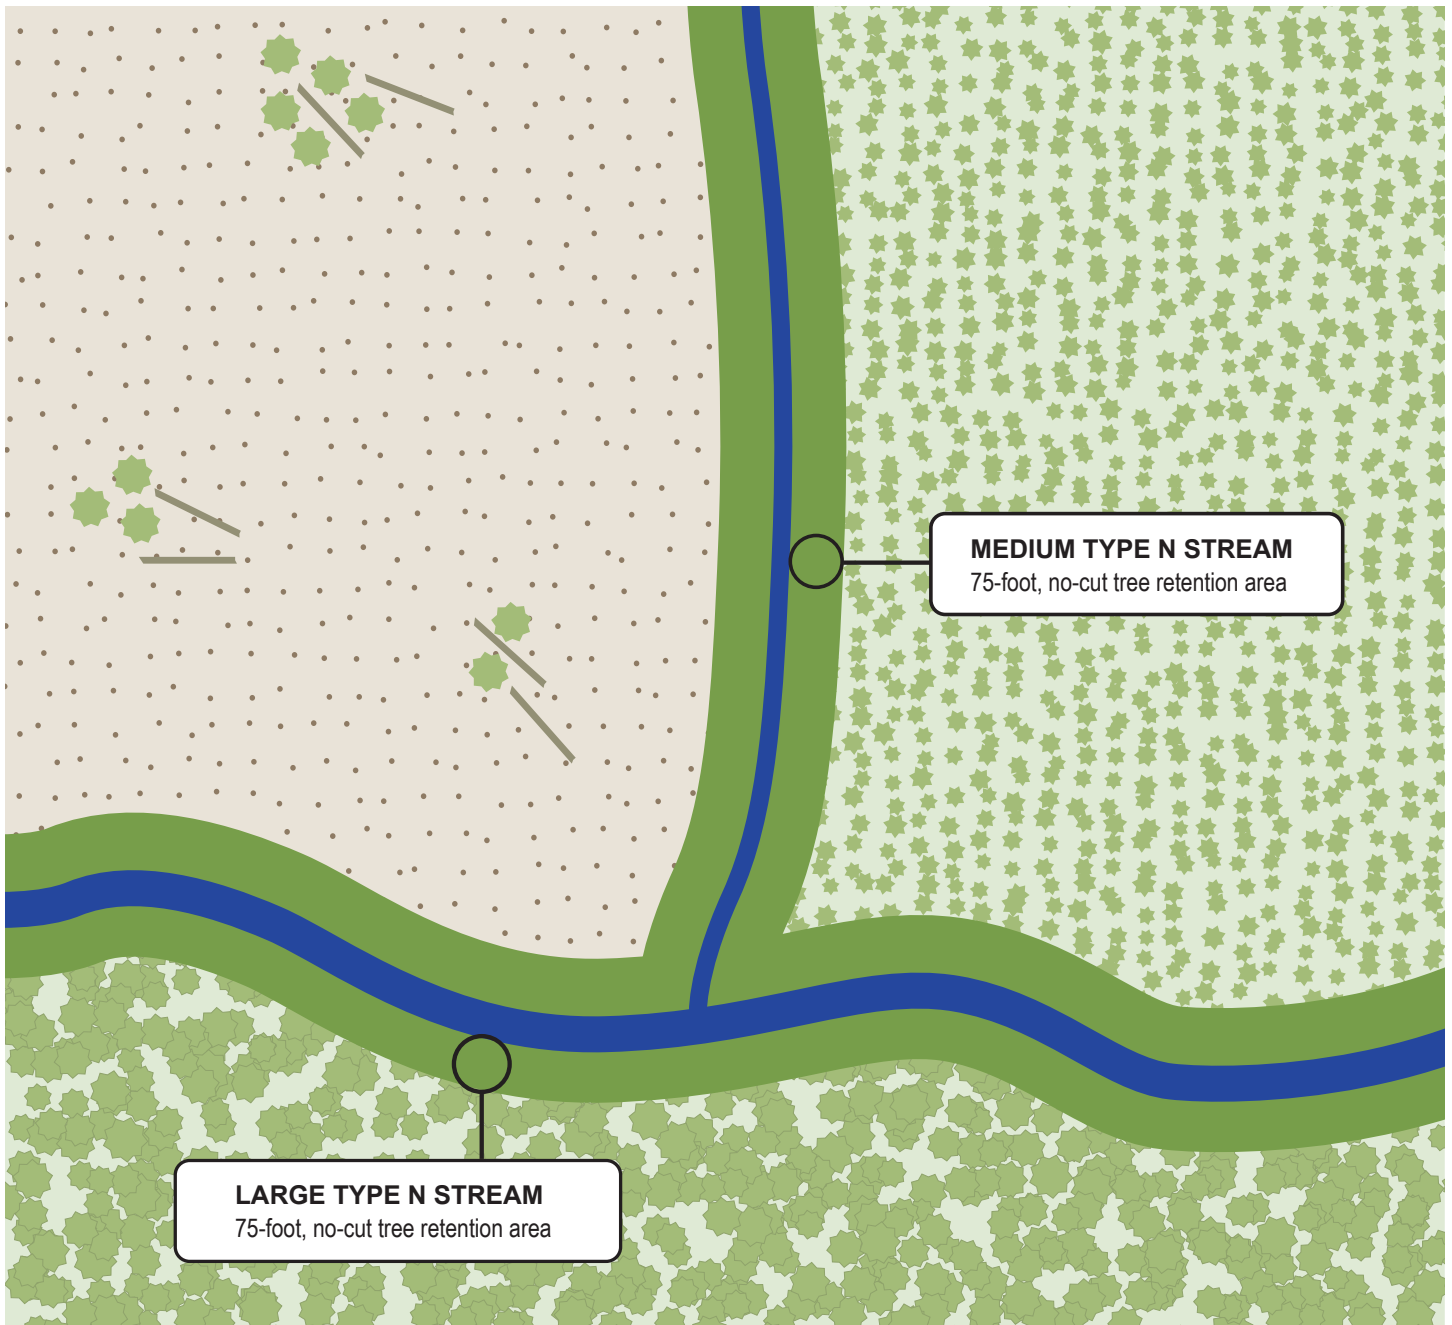 MEDIUM TYPE N STREAM
75-foot, no-cut tree retention area
LARGE TYPE N STREAM
75-foot, no-cut tree retention area